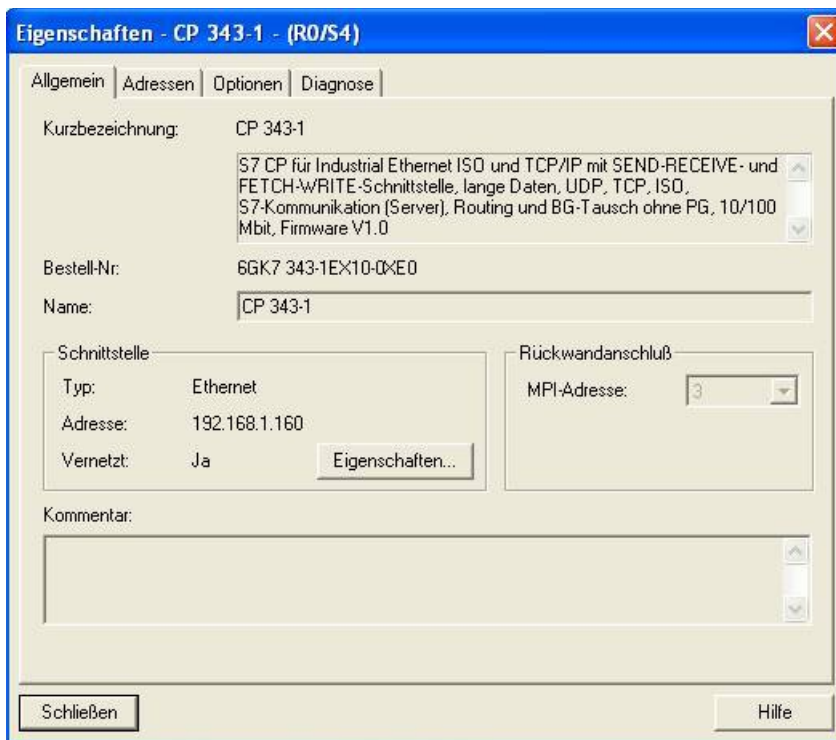 Eigenschaften - CP 343-1 - (R0/S4)
Allgemein Adressen Optionen Diagnose
Kurzbezeichnung: CP 343-1
S7 CP für Industrial Ethernet ISO und TCP/IP mit SEND-RECEIVE- und
FETCH-WRITE-Schnittstelle, lange Daten, UDP, TCP, ISO,
S7-Kommunikation (Server), Routing und BG-Tausch ohne PG, 10/100
Mbit, Firmware V1.0
Bestell-Nr: 6GK7 343-1EX10-0XE0
Name: CP 343-1
Schnittstelle
Typ: Ethernet
Adresse: 192.168.1.160
Vernetzt: Ja Eigenschaften...
Rückwandanschluß
MPI-Adresse: 3
Kommentar:
Schließen Hilfe